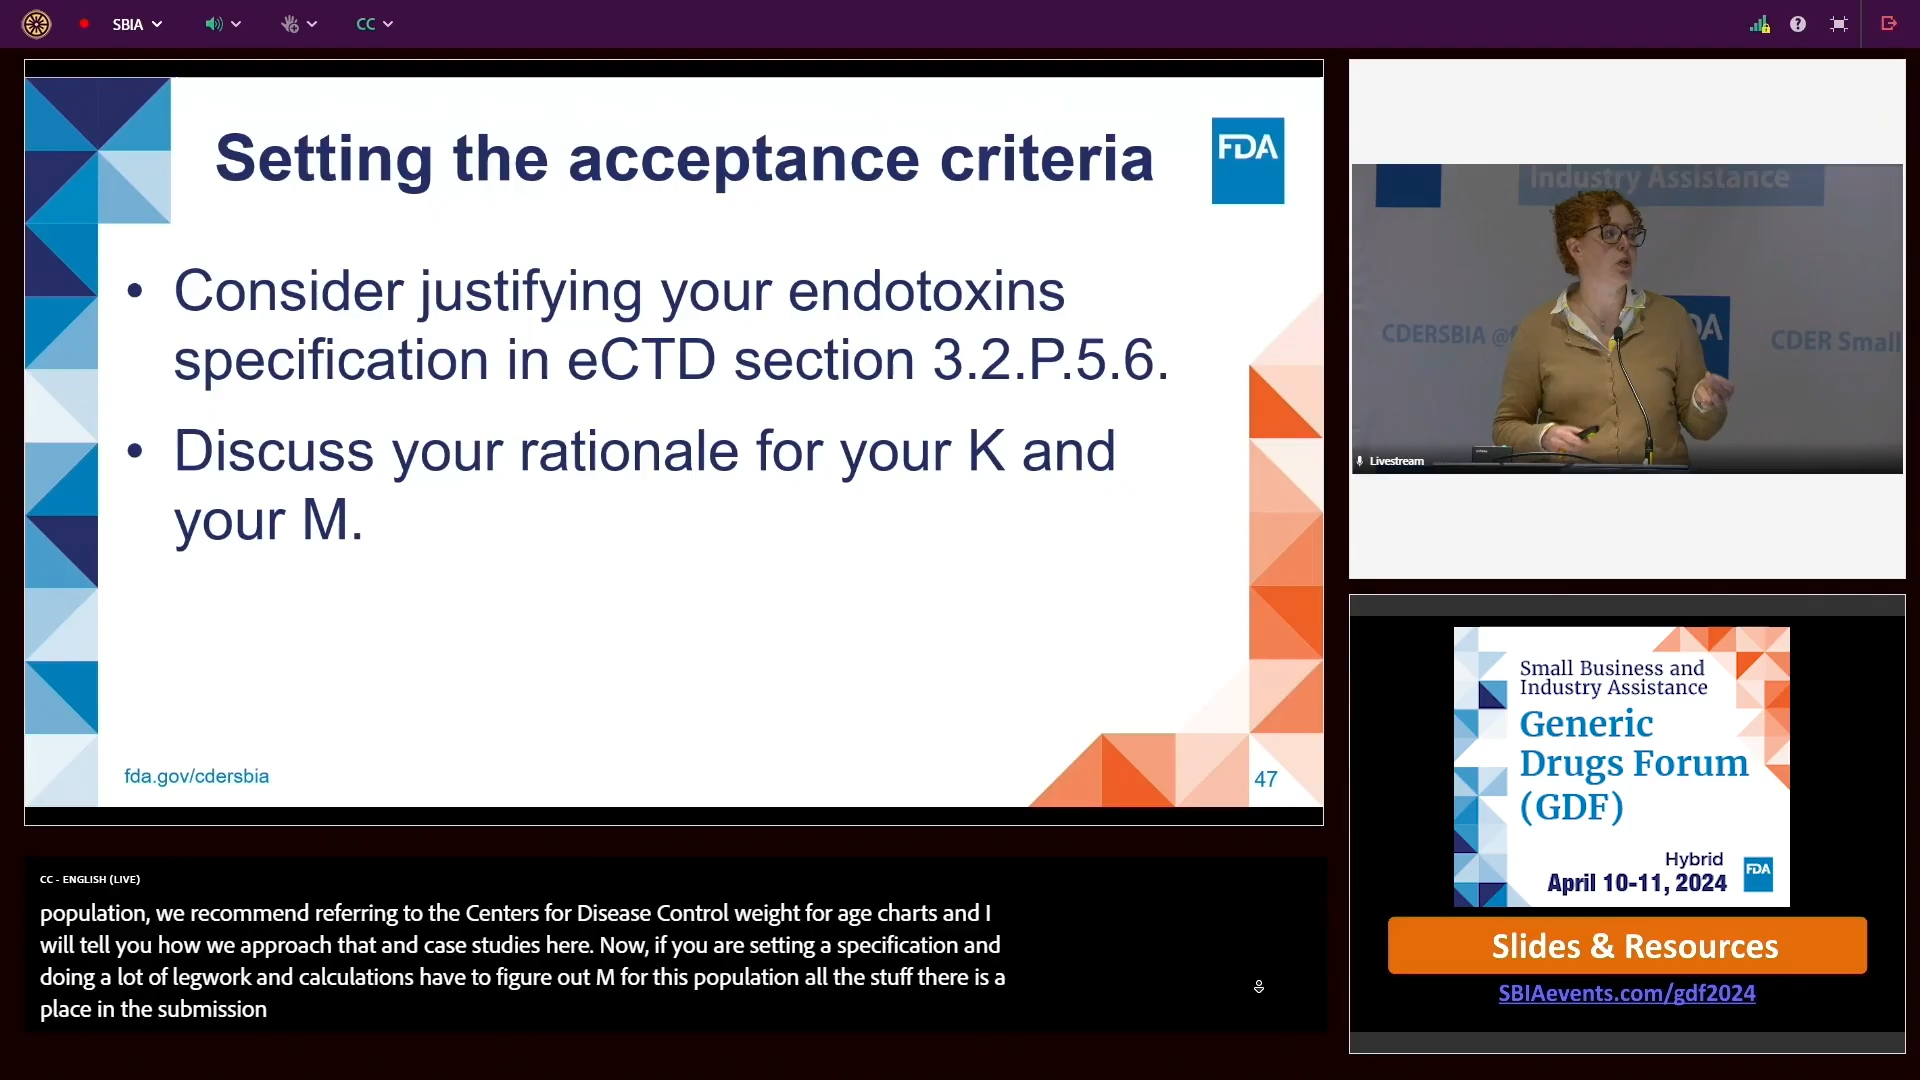 SBIA
CC
Setting the acceptance criteria
FDA
• Consider justifying your endotoxins
specification in eCTD section 3.2.P.5.6.
• Discuss your rationale for your K and
your M.
fda.gov/cdersbia
47
Industry Assistance
CDERSBIA @
DA
CDER Small
Livestream
Small Business and
Industry Assistance
Generic
Drugs Forum
(GDF)
Hybrid
April 10-11, 2024
FDA
Slides & Resources
SBIAevents.com/gdf2024
CC - ENGLISH (LIVE)
population, we recommend referring to the Centers for Disease Control weight for age charts and I
will tell you how we approach that and case studies here. Now, if you are setting a specification and
doing a lot of legwork and calculations have to figure out M for this population all the stuff there is a
place in the submission